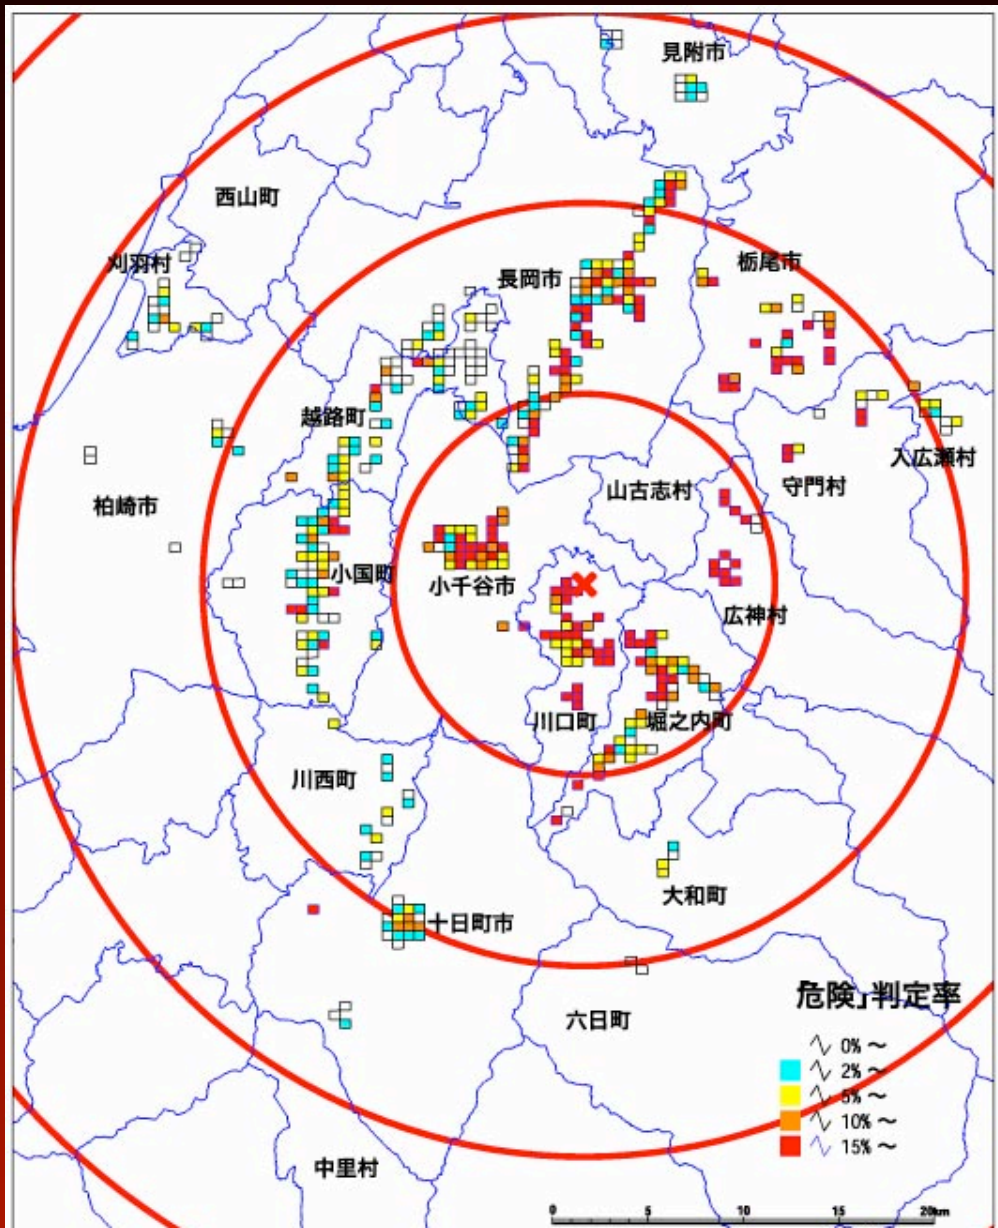 見附市
西山町
刈羽村
長岡市
栃尾市
越路町
入広瀬村
山古志村
守門村
柏崎市
小国町
小千谷市
広神村
川口町
堀之内町
川西町
大和町
十日町市
危険」判定率
六日町
0% ～
2% ～
5% ～
10% ～
15% ～
中里村
0 5 10 15 20km